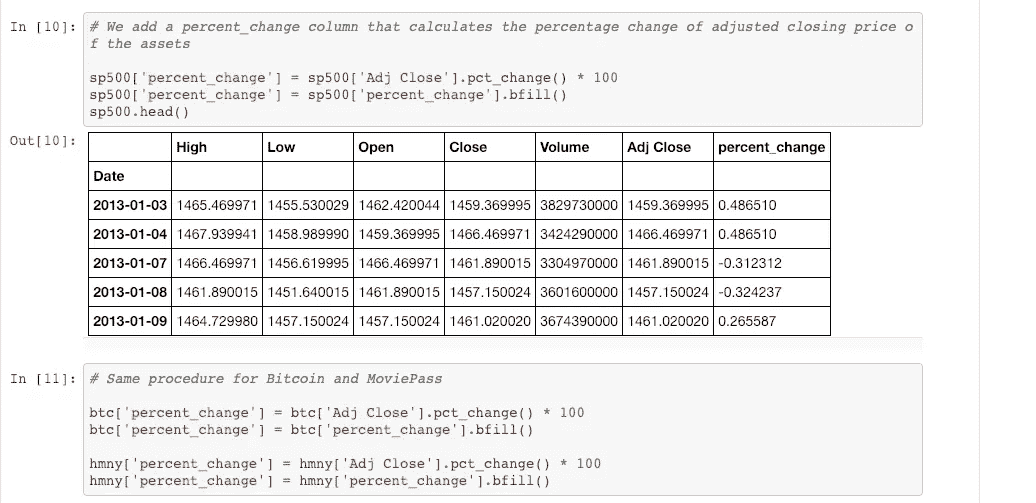 In [10]: # We add a percent_change column that calculates the percentage change of adjusted closing price o
f the assets
sp500['percent_change'] = sp500['Adj Close'].pct_change() * 100
sp500['percent_change'] = sp500['percent_change'].bfill()
sp500.head()
Out[10]:
High Low Open Close Volume Adj Close percent_change
Date
2013-01-03 1465.469971 1455.530029 1462.420044 1459.369995 3829730000 1459.369995 0.486510
2013-01-04 1467.939941 1458.989990 1459.369995 1466.469971 3424290000 1466.469971 0.486510
2013-01-07 1466.469971 1456.619995 1466.469971 1461.890015 3304970000 1461.890015 -0.312312
2013-01-08 1461.890015 1451.640015 1461.890015 1457.150024 3601600000 1457.150024 -0.324237
2013-01-09 1464.729980 1457.150024 1457.150024 1461.020020 3674390000 1461.020020 0.265587
In [11]: # Same procedure for Bitcoin and MoviePass
btc['percent_change'] = btc['Adj Close'].pct_change() * 100
btc['percent_change'] = btc['percent_change'].bfill()
hmny['percent_change'] = hmny['Adj Close'].pct_change() * 100
hmny['percent_change'] = hmny['percent_change'].bfill()